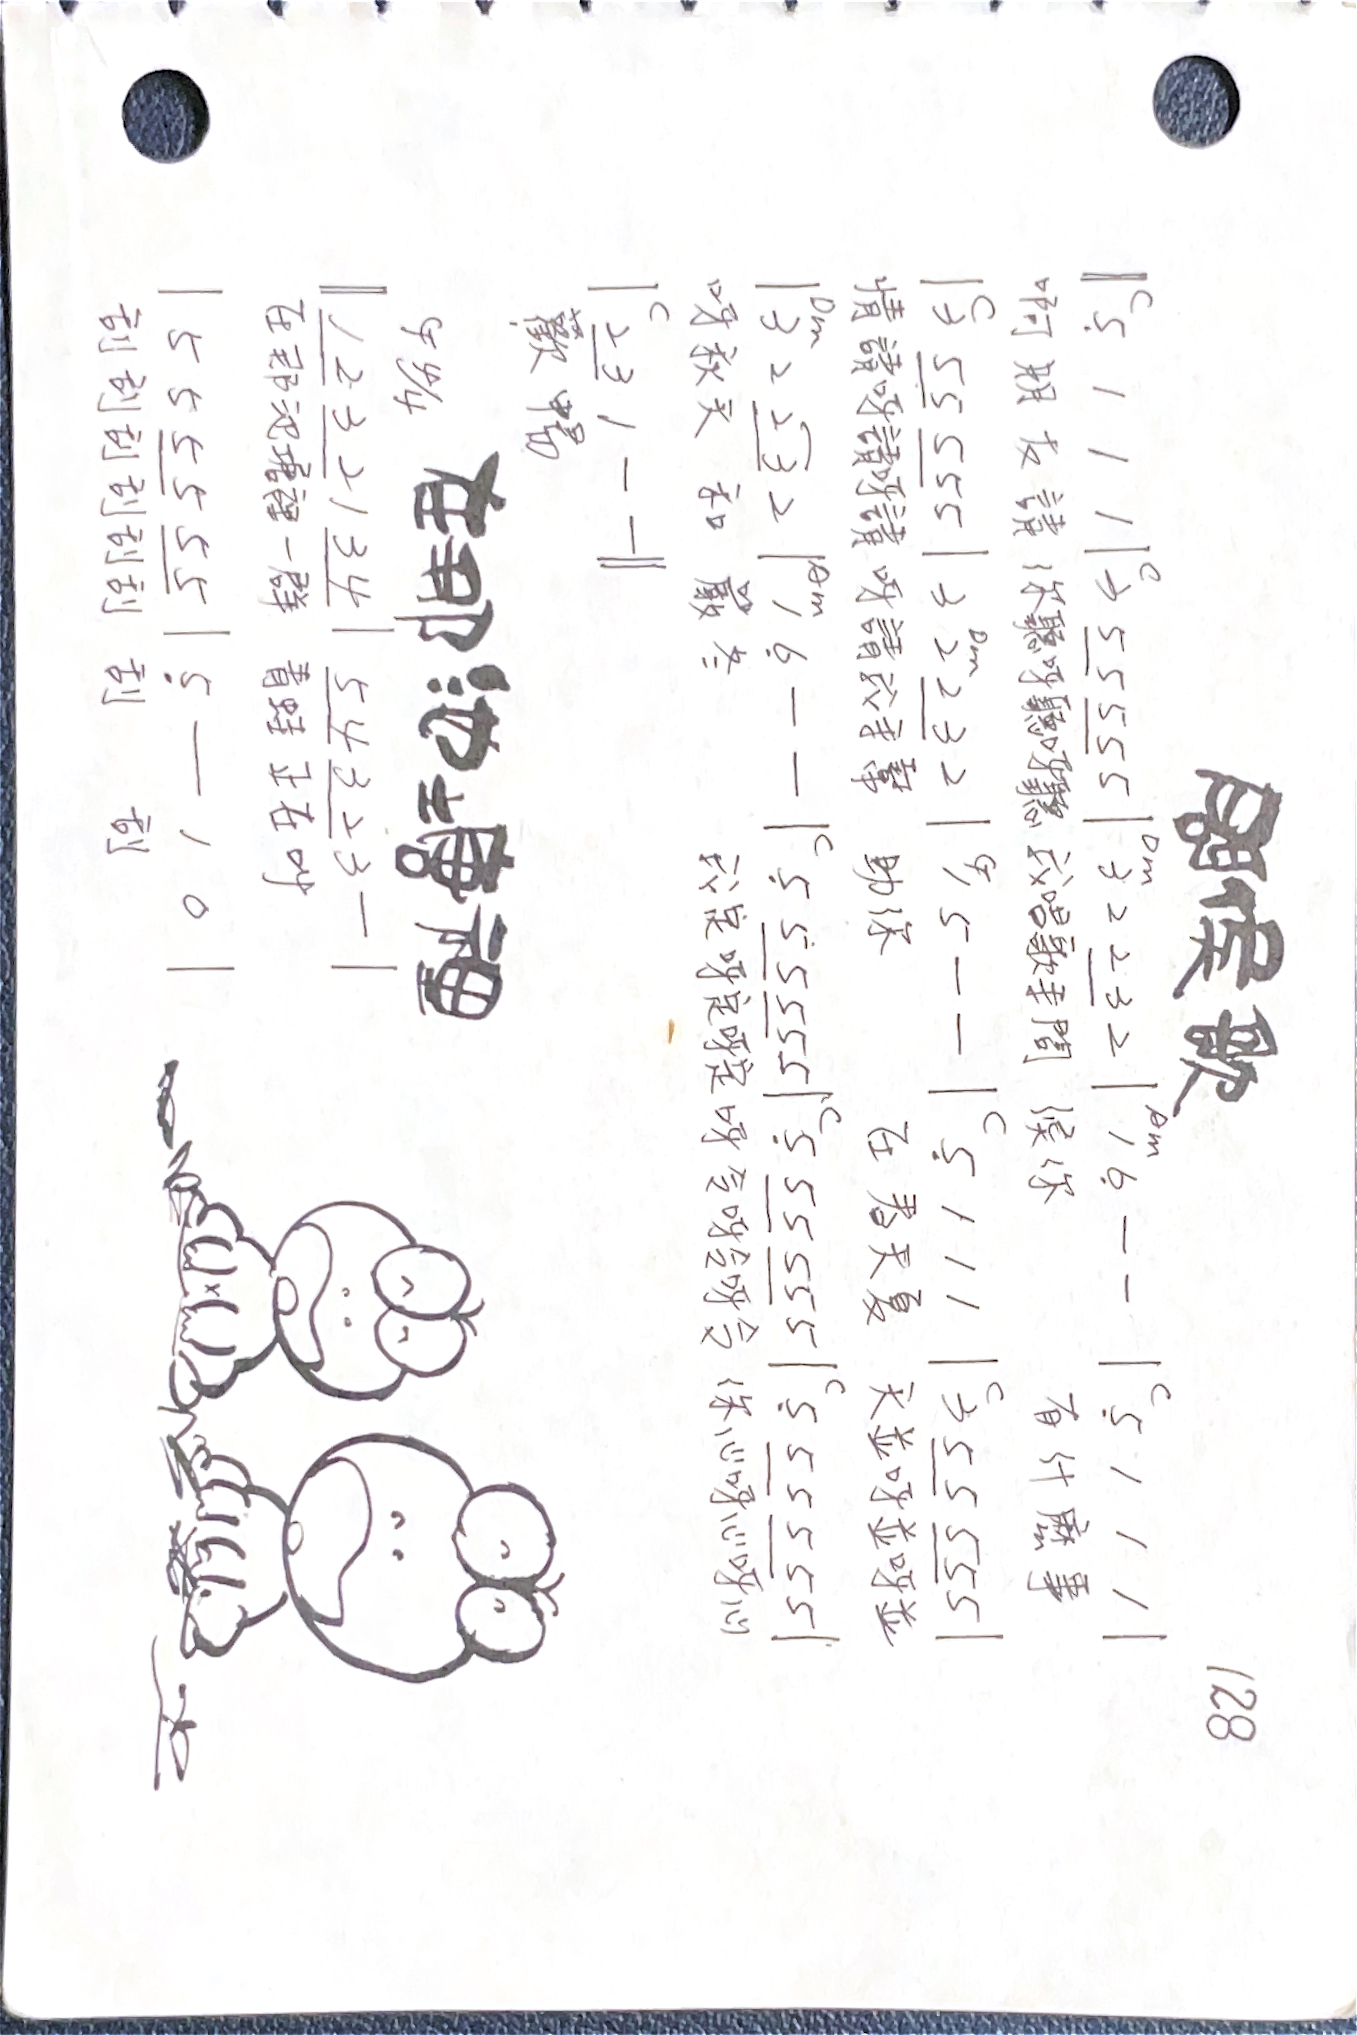 問候歌
128
C C Dm Am C
‖ 5̣ 1 1 1 | 3 5 5 5 5 5 | 3 2 2 3 2 | 1 6̣ — — | 5̣ 1 1 1 |
啊朋友請 你聽呀聽呀聽 我唱歌來問 候你 有什麼事
C Dm G C C
| 3 5 5 5 5 5 | 3 2 2 3 2 | 1 5 — — | 5̣ 1 1 1 | 3 5 5 5 5 5 |
情請呀請呀請 呀請我來幫 助你 在春天夏 天並呀並呀並
Dm Am C C C
| 3 2 2 3 2 | 1 6̣ — — | 5̣ 5 5 5 5 5 | 5̣ 5 5 5 5 5 | 5̣ 5 5 5 5 5 |
呀秋天 和 嚴冬 我定呀定呀定 呀令呀令呀令 你心呀心呀心
C
| 2 3 1 — — ‖
歡暢
在那池塘裡
G 4/4
‖ 1 2 3 2 1 3 4 | 5 4 3 2 3 — |
在那池塘裡一群 青蛙正在叫
| 5 5 5 5 5 5 | 5̣ — 1 0 |
刮刮刮刮刮刮 刮 刮